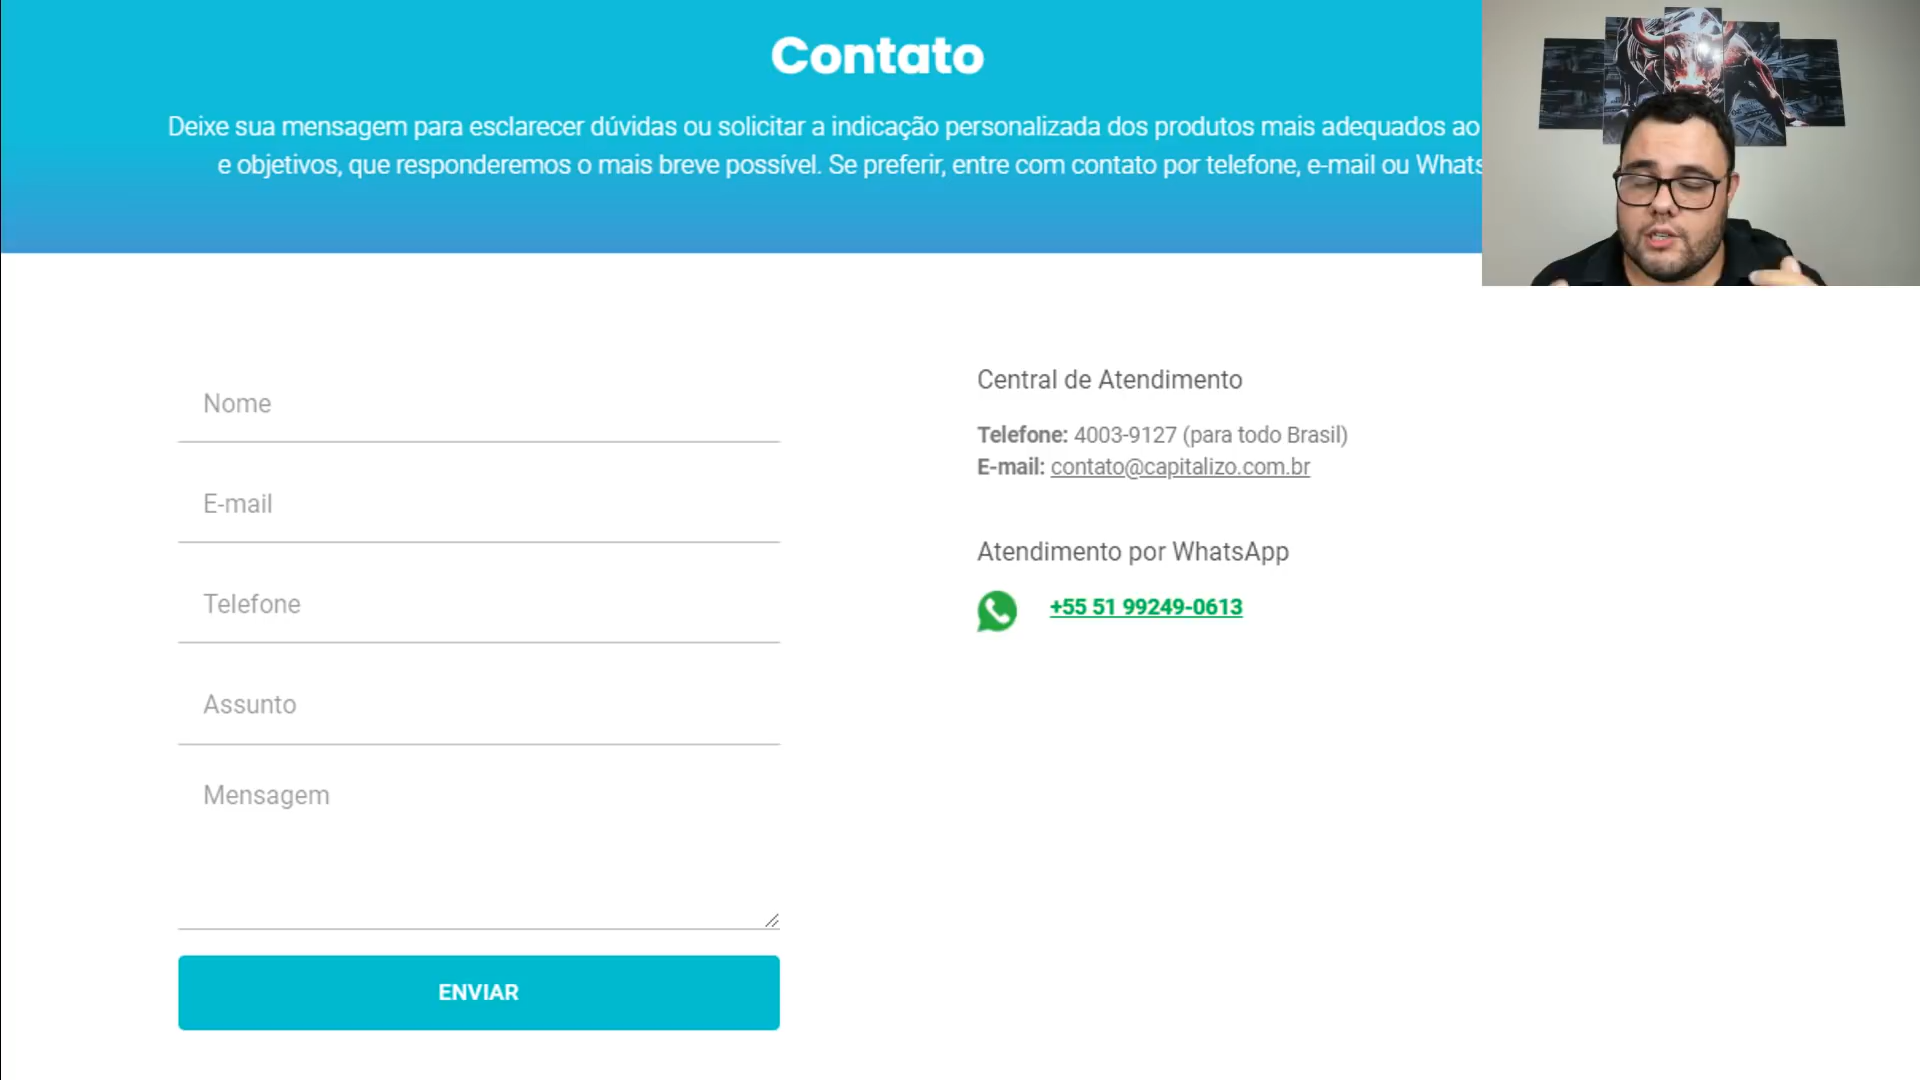 Contato
Deixe sua mensagem para esclarecer dúvidas ou solicitar a indicação personalizada dos produtos mais adequados ao
e objetivos, que responderemos o mais breve possível. Se preferir, entre com contato por telefone, e-mail ou Whats
Nome
E-mail
Telefone
Assunto
Mensagem
ENVIAR
Central de Atendimento
Telefone: 4003-9127 (para todo Brasil)
E-mail: contato@capitalizo.com.br
Atendimento por WhatsApp
+55 51 99249-0613